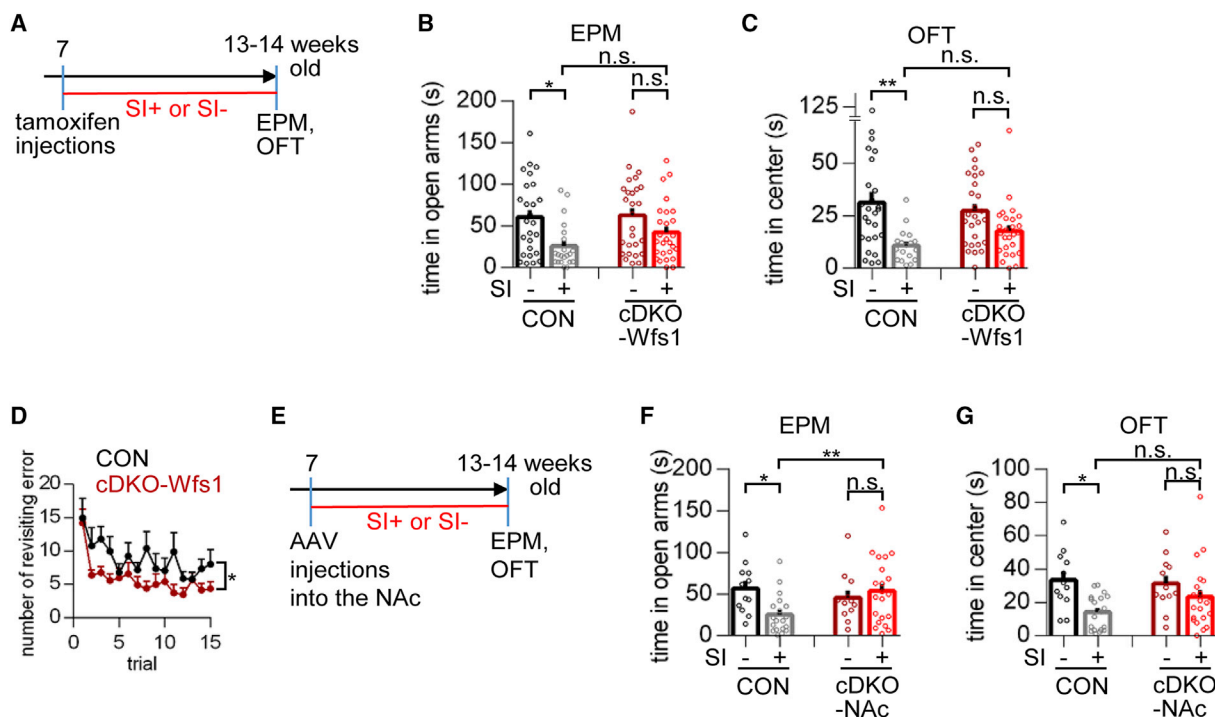 A
7
13-14 weeks
old
SI+ or SI-
tamoxifen
injections
EPM,
OFT
B
EPM
n.s.
*
n.s.
time in open arms (s)
200
150
100
50
0
SI
-
+
-
+
CON
cDKO
-Wfs1
C
OFT
n.s.
**
n.s.
time in center (s)
125
50
25
0
SI
-
+
-
+
CON
cDKO
-Wfs1
D
CON
cDKO-Wfs1
number of revisiting error
20
15
10
5
0
*
0
5
10
15
trial
E
7
13-14 weeks
old
SI+ or SI-
AAV
injections
into the NAc
EPM,
OFT
F
EPM
**
*
n.s.
time in open arms (s)
200
150
100
50
0
SI
-
+
-
+
CON
cDKO
-NAc
G
OFT
n.s.
*
n.s.
time in center (s)
100
80
60
40
20
0
SI
-
+
-
+
CON
cDKO
-NAc